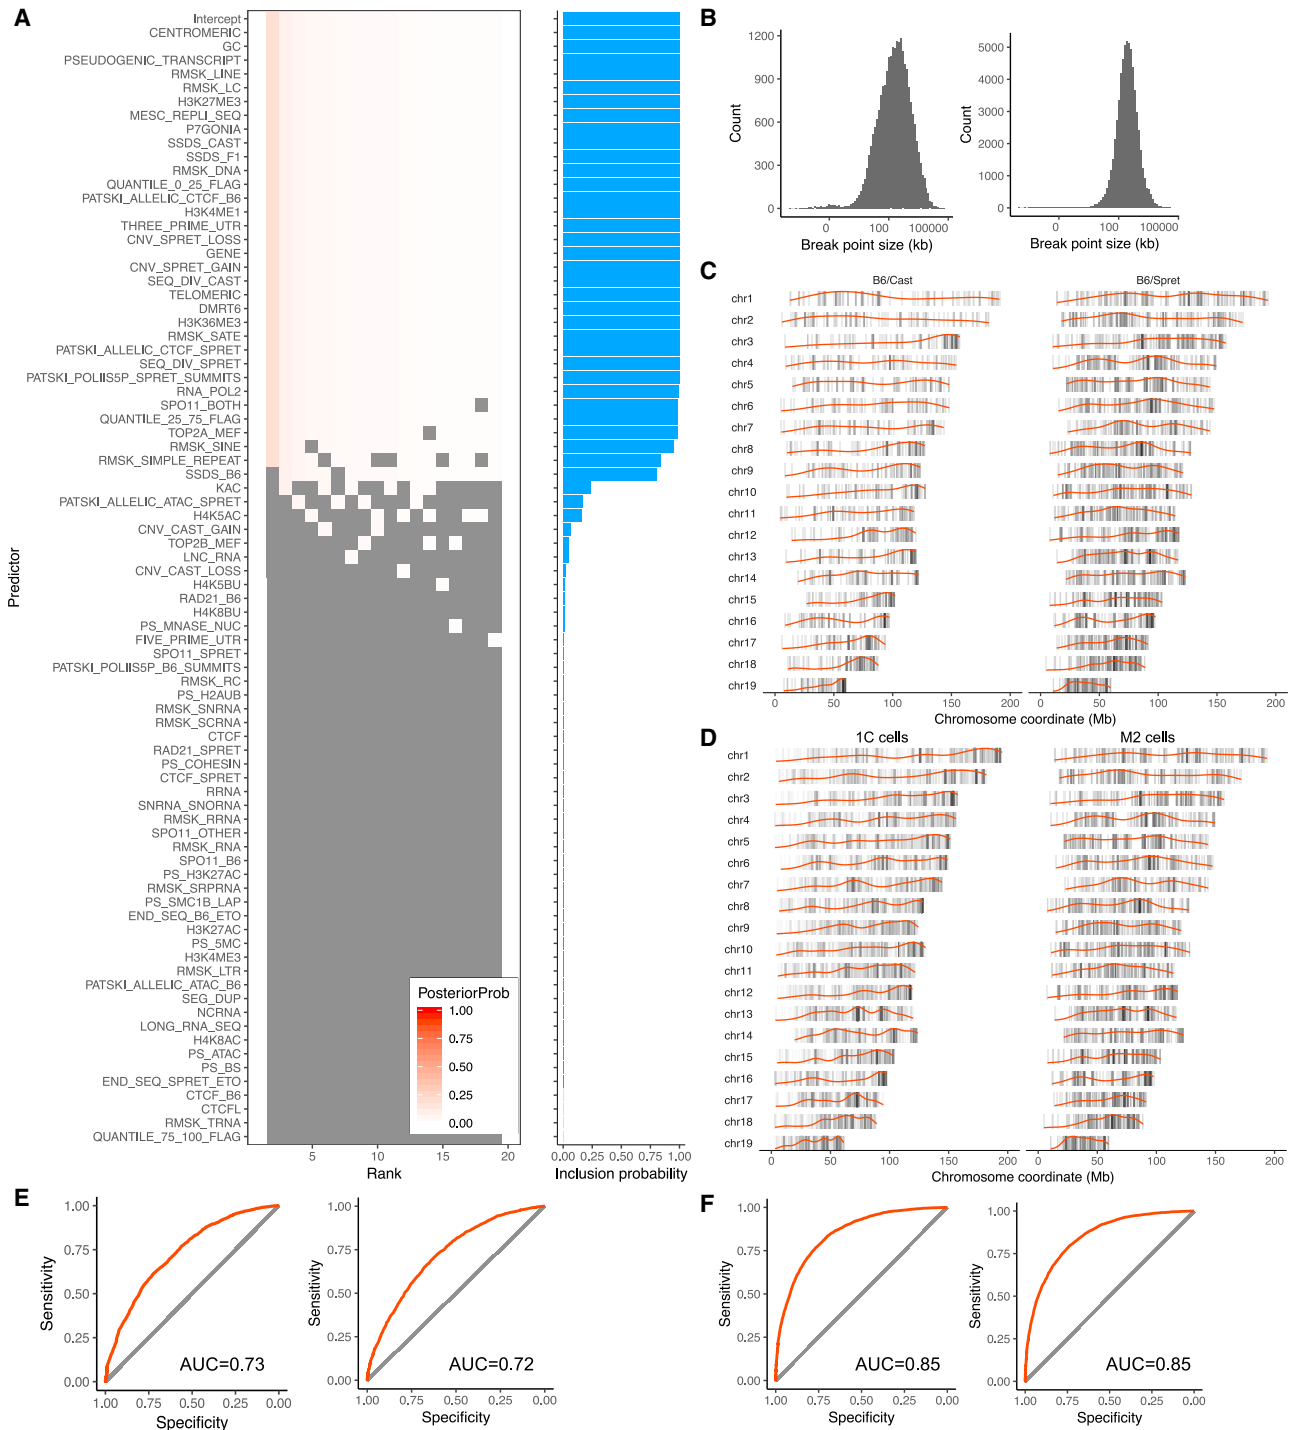 A
Intercept
CENTROMERIC
GC
PSEUDOGENIC_TRANSCRIPT
RMSK_LINE
RMSK_LC
H3K27ME3
MESC_REPLI_SEQ
P7GONIA
SSDS_CAST
SSDS_F1
RMSK_DNA
QUANTILE_0_25_FLAG
PATSKI_ALLELIC_CTCF_B6
H3K4ME1
THREE_PRIME_UTR
CNV_SPRET_LOSS
GENE
CNV_SPRET_GAIN
SEQ_DIV_CAST
TELOMERIC
DMRT6
H3K36ME3
RMSK_SATE
PATSKI_ALLELIC_CTCF_SPRET
SEQ_DIV_SPRET
PATSKI_POLIIS5P_SPRET_SUMMITS
RNA_POL2
SPO11_BOTH
QUANTILE_25_75_FLAG
TOP2A_MEF
RMSK_SINE
RMSK_SIMPLE_REPEAT
SSDS_B6
KAC
PATSKI_ALLELIC_ATAC_SPRET
H4K5AC
CNV_CAST_GAIN
TOP2B_MEF
LNC_RNA
CNV_CAST_LOSS
H4K5BU
RAD21_B6
H4K8BU
PS_MNASE_NUC
FIVE_PRIME_UTR
SPO11_SPRET
PATSKI_POLIIS5P_B6_SUMMITS
RMSK_RC
PS_H2AUB
RMSK_SNRNA
RMSK_SCRNA
CTCF
RAD21_SPRET
PS_COHESIN
CTCF_SPRET
RRNA
SNRNA_SNORNA
RMSK_RRNA
SPO11_OTHER
RMSK_RNA
SPO11_B6
PS_H3K27AC
RMSK_SRPRNA
PS_SMC1B_LAP
END_SEQ_B6_ETO
H3K27AC
PS_5MC
H3K4ME3
RMSK_LTR
PATSKI_ALLELIC_ATAC_B6
SEG_DUP
NCRNA
LONG_RNA_SEQ
H4K8AC
PS_ATAC
PS_BS
END_SEQ_SPRET_ETO
CTCF_B6
CTCFL
RMSK_TRNA
QUANTILE_75_100_FLAG
Predictor
PosteriorProb
1.00
0.75
0.50
0.25
0.00
5 10 15 20
Rank
0.00 0.25 0.50 0.75 1.00
Inclusion probability
B
1200
900
600
300
0
Count
0 100 100000
Break point size (kb)
5000
4000
3000
2000
1000
0
Count
0 100 100000
Break point size (kb)
C
B6/Cast B6/Spret
chr1
chr2
chr3
chr4
chr5
chr6
chr7
chr8
chr9
chr10
chr11
chr12
chr13
chr14
chr15
chr16
chr17
chr18
chr19
0 50 100 150 200 0 50 100 150 200
Chromosome coordinate (Mb)
D
1C cells M2 cells
chr1
chr2
chr3
chr4
chr5
chr6
chr7
chr8
chr9
chr10
chr11
chr12
chr13
chr14
chr15
chr16
chr17
chr18
chr19
0 50 100 150 200 0 50 100 150 200
Chromosome coordinate (Mb)
E
1.00
0.75
0.50
0.25
0.00
Sensitivity
AUC=0.73
1.00 0.75 0.50 0.25 0.00
Specificity
1.00
0.75
0.50
0.25
0.00
Sensitivity
AUC=0.72
1.00 0.75 0.50 0.25 0.00
Specificity
F
1.00
0.75
0.50
0.25
0.00
Sensitivity
AUC=0.85
1.00 0.75 0.50 0.25 0.00
Specificity
1.00
0.75
0.50
0.25
0.00
Sensitivity
AUC=0.85
1.00 0.75 0.50 0.25 0.00
Specificity